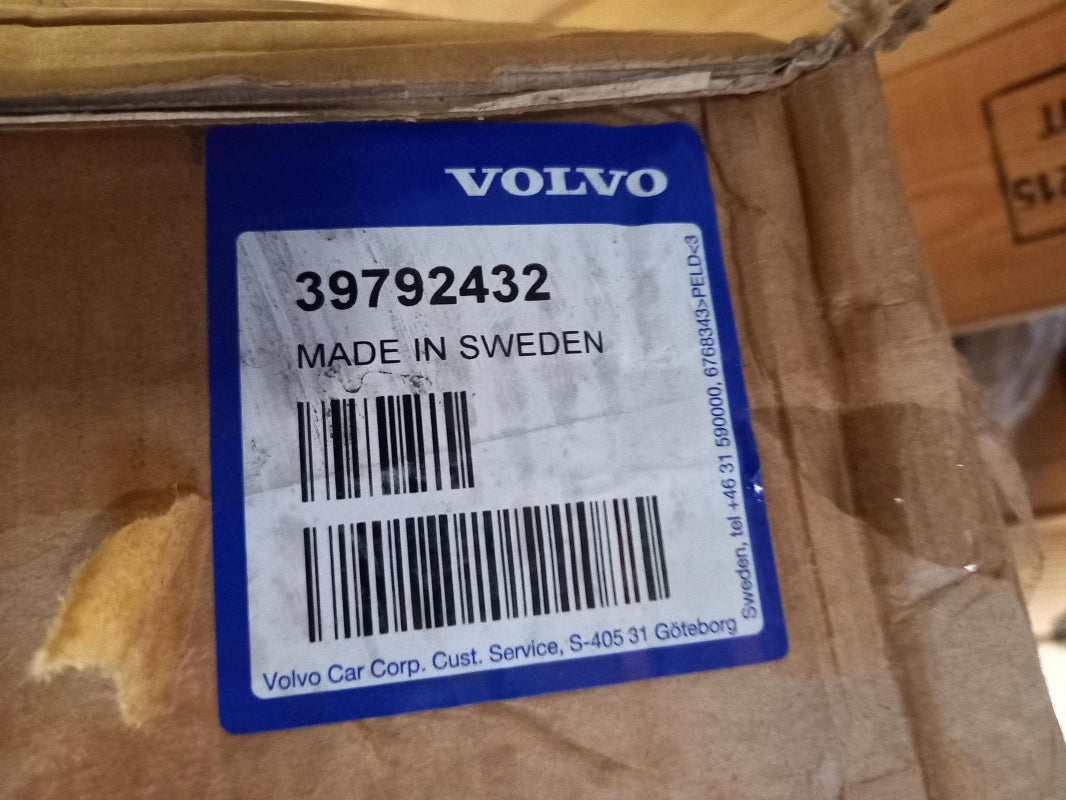 VOLVO
39792432
MADE IN SWEDEN
Volvo Car Corp. Cust. Service, S-405 31 Göteborg
Sweden, tel +46 31 590000, 6768343>PELD<3